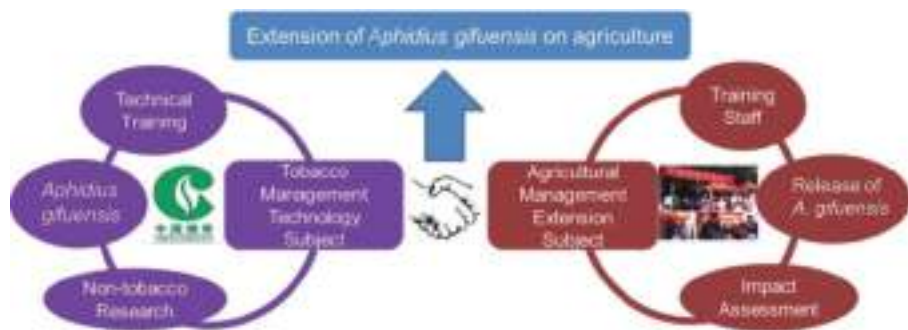 Extension of Aphidius gifuensis on agriculture
Technical
Training
Aphidius
gifuensis
Non-tobacco
Research
Tobacco
Management
Technology
Subject
Agricultural
Management
Extension
Subject
Training
Staff
Release of
A. gifuensis
Impact
Assessment